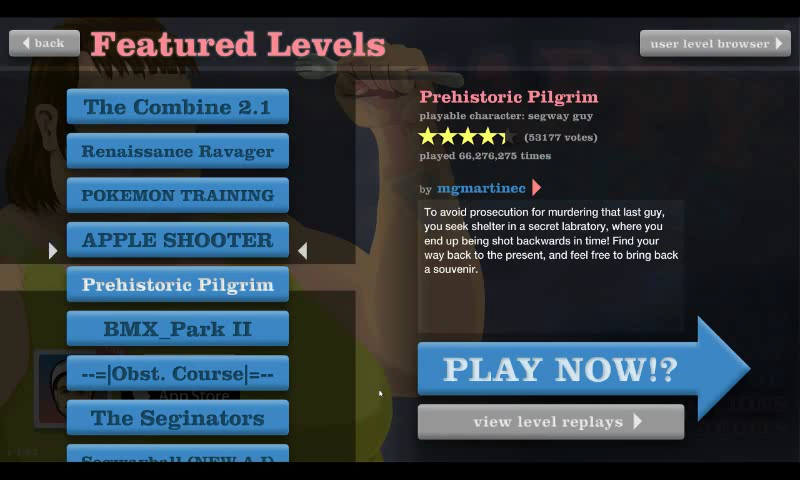 back
Featured Levels
user level browser
The Combine 2.1
Renaissance Ravager
POKEMON TRAINING
APPLE SHOOTER
Prehistoric Pilgrim
BMX_Park II
--=|Obst. Course|=--
The Seginators
Prehistoric Pilgrim
playable character: segway guy
(53177 votes)
played 66,276,275 times
by mgmartinec
To avoid prosecution for murdering that last guy,
you seek shelter in a secret labratory, where you
end up being shot backwards in time! Find your
way back to the present, and feel free to bring back
a souvenir.
PLAY NOW!?
view level replays
App Store